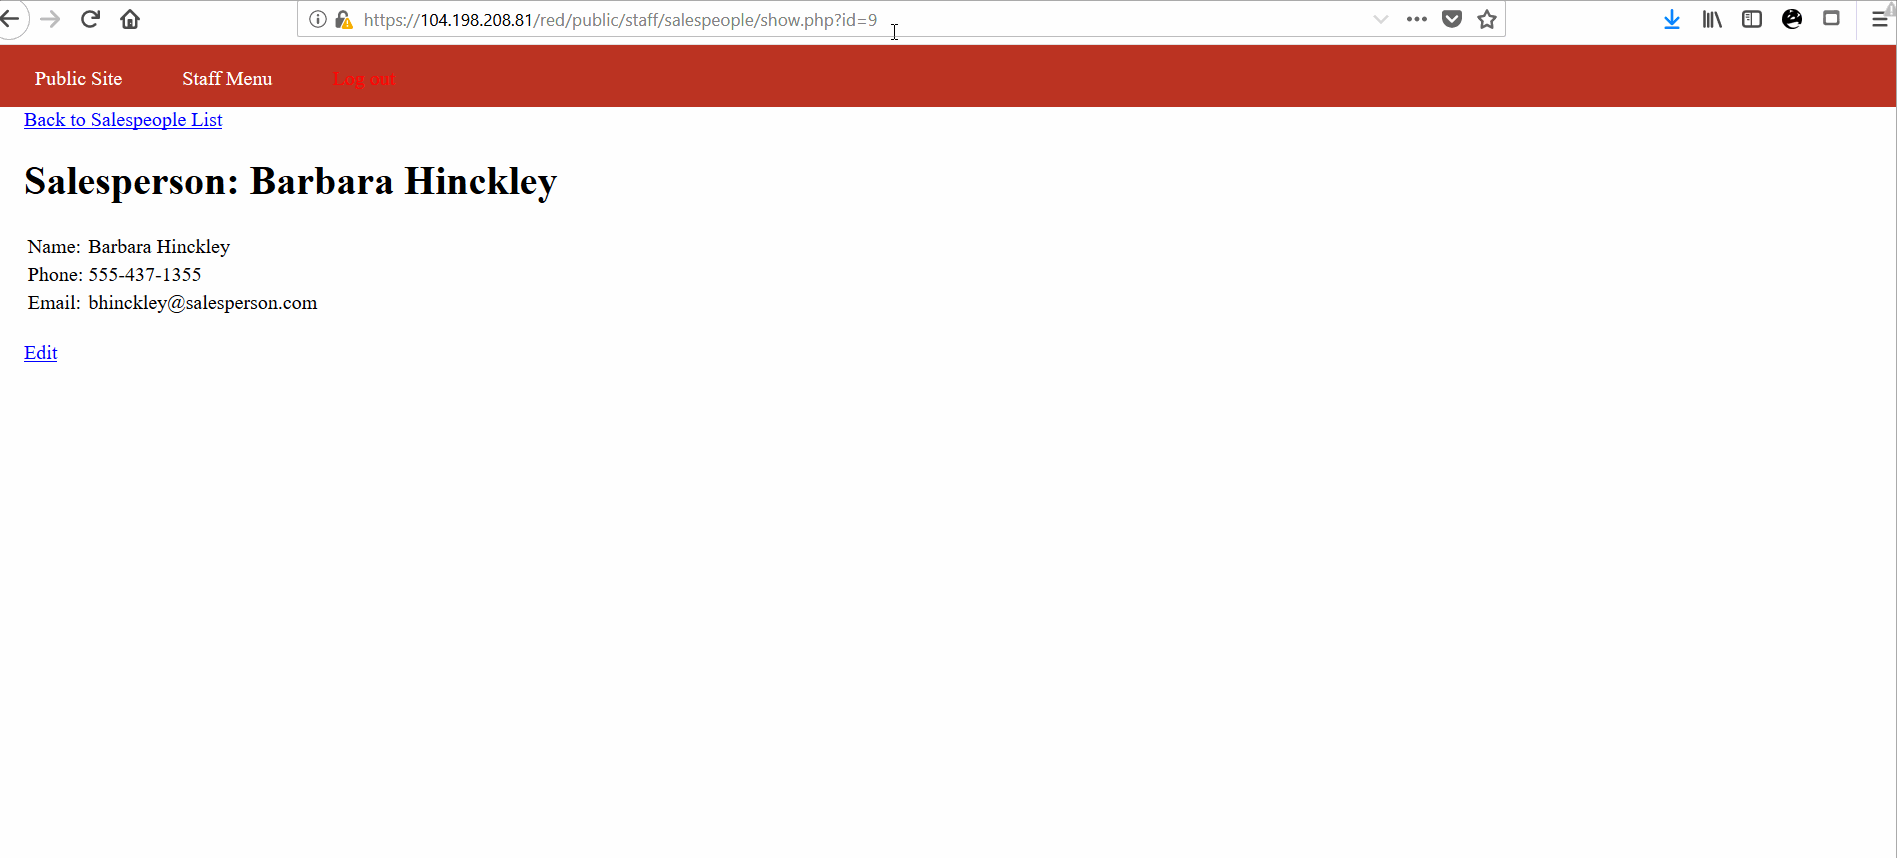 https://104.198.208.81/red/public/staff/salespeople/show.php?id=9
Public Site Staff Menu Log out
Back to Salespeople List
Salesperson: Barbara Hinckley
Name: Barbara Hinckley
Phone: 555-437-1355
Email: bhinckley@salesperson.com
Edit